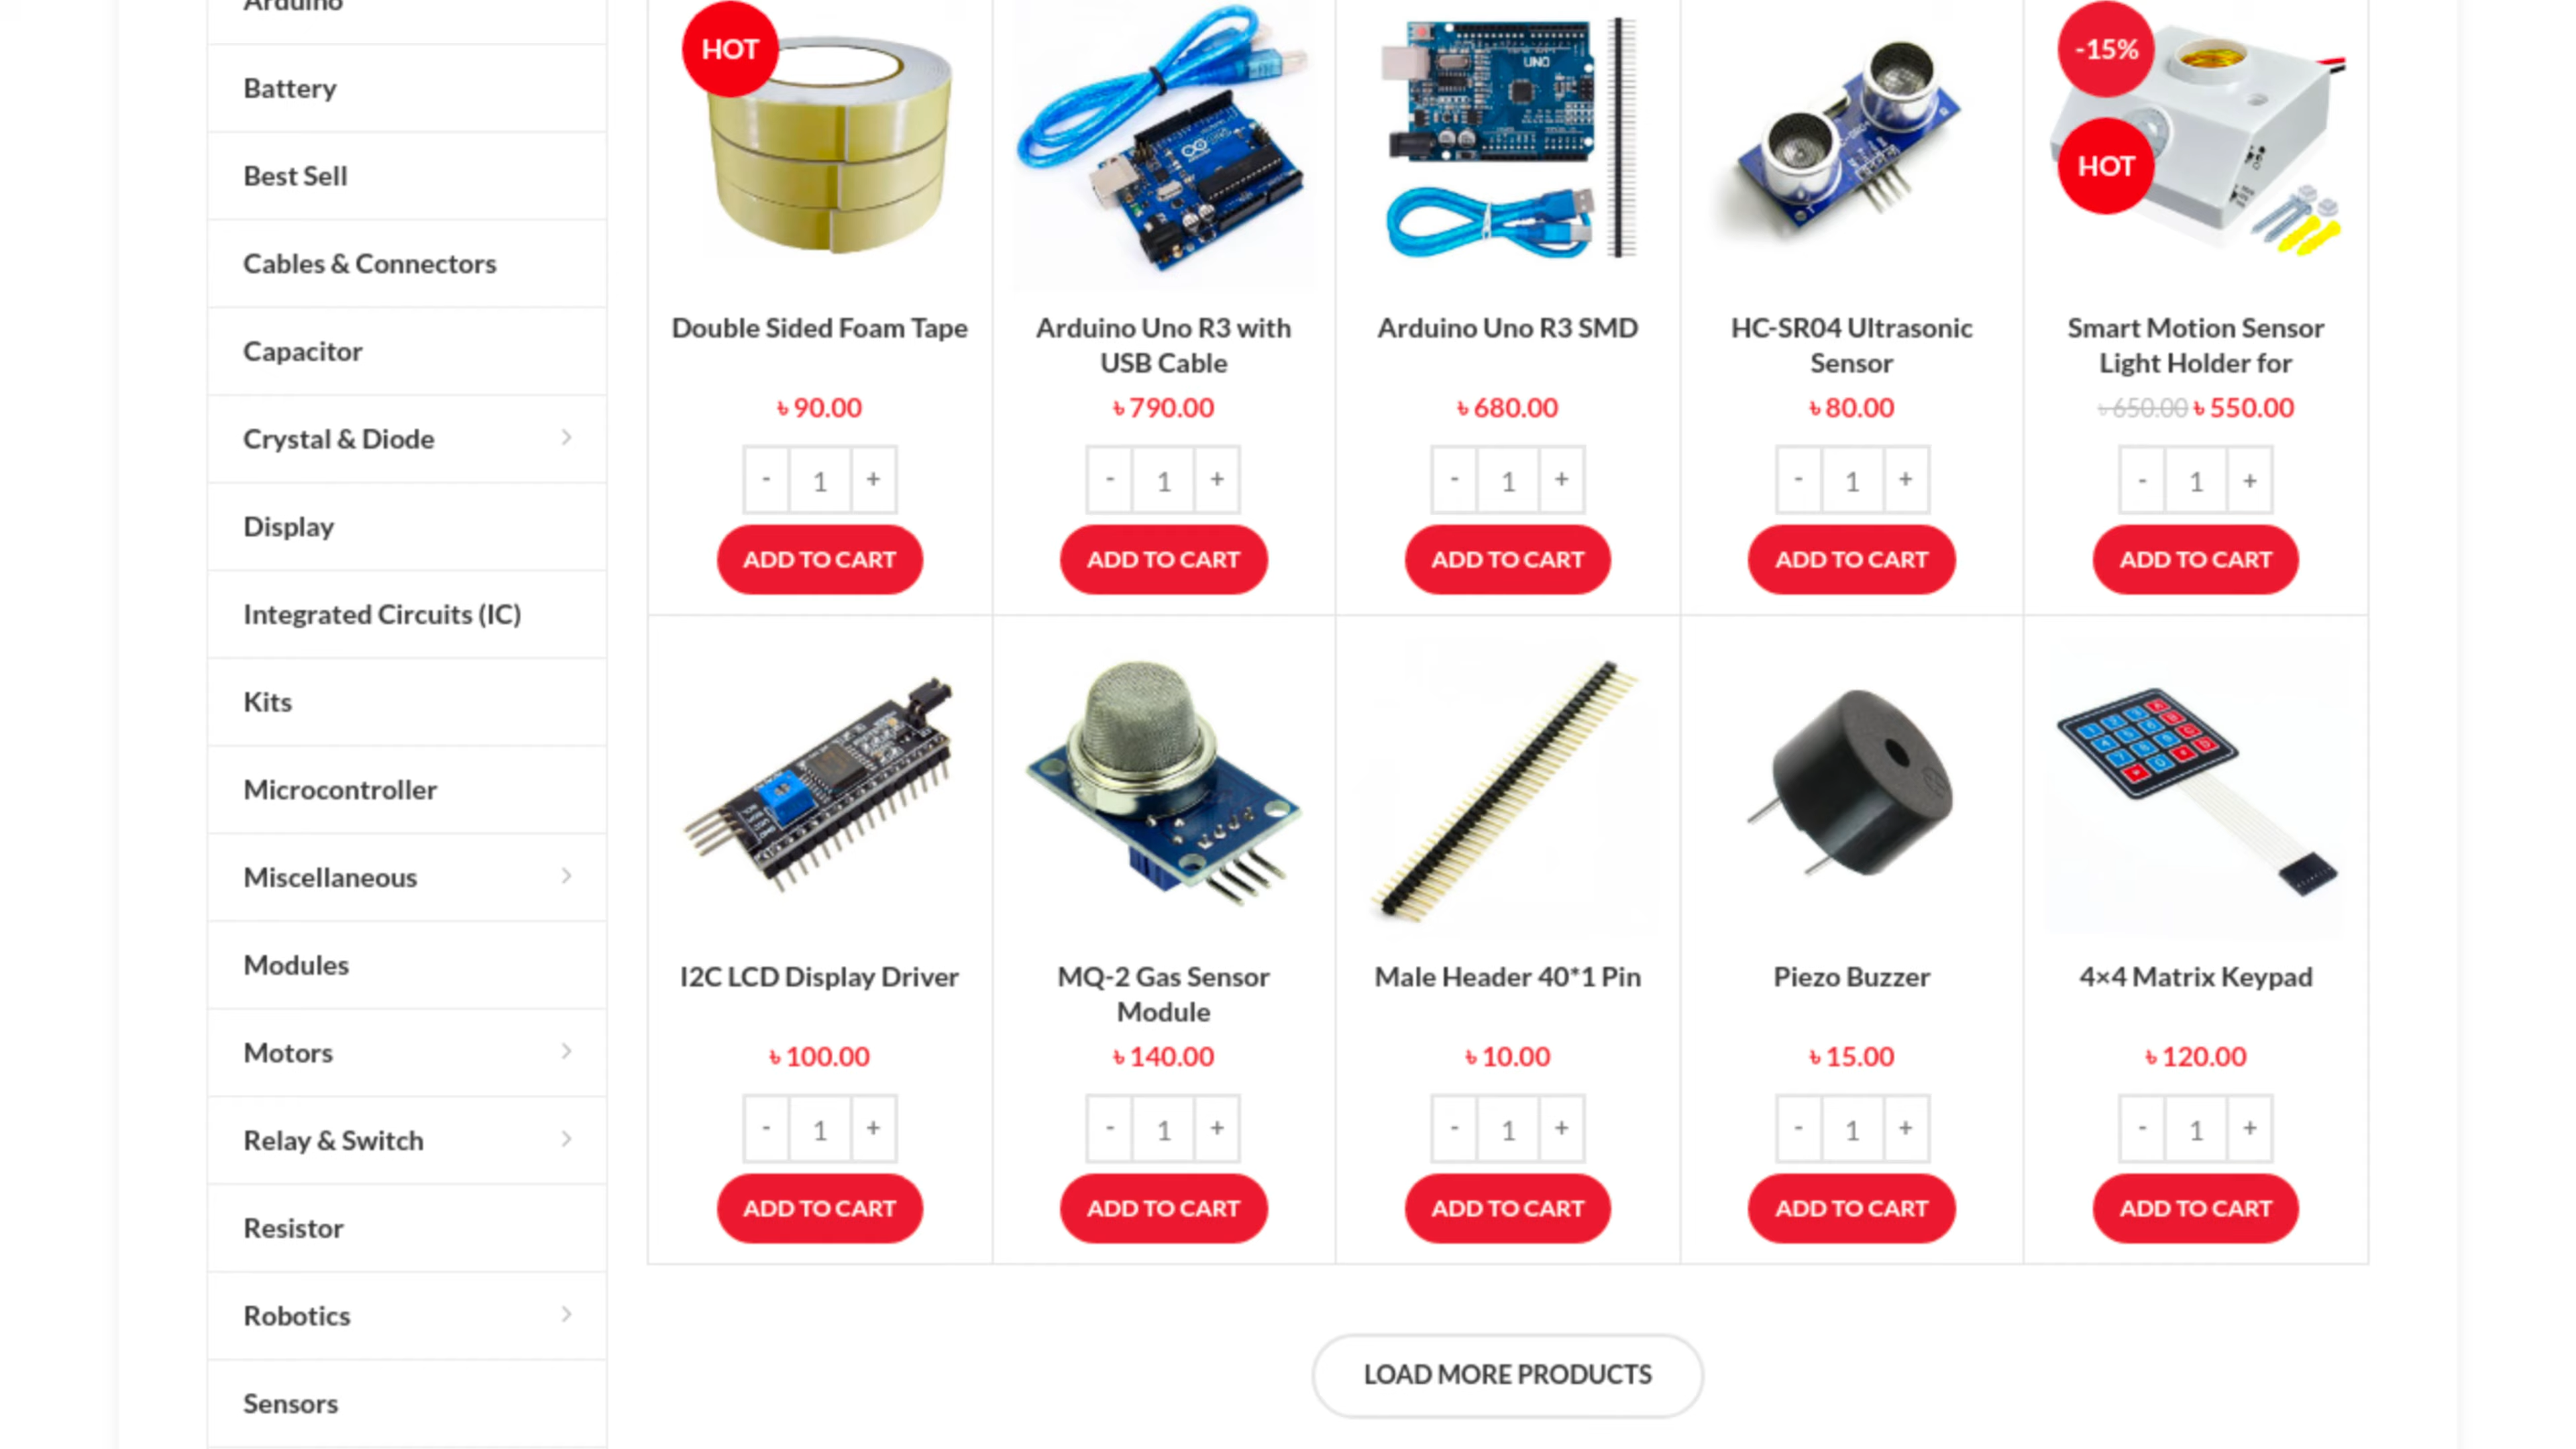 Arduino
Battery
Best Sell
Cables & Connectors
Capacitor
Crystal & Diode
Display
Integrated Circuits (IC)
Kits
Microcontroller
Miscellaneous
Modules
Motors
Relay & Switch
Resistor
Robotics
Sensors
HOT
Double Sided Foam Tape
৳ 90.00
- 1 +
ADD TO CART
Arduino Uno R3 with
USB Cable
৳ 790.00
- 1 +
ADD TO CART
UNO
Arduino Uno R3 SMD
৳ 680.00
- 1 +
ADD TO CART
HC-SR04 Ultrasonic
Sensor
৳ 80.00
- 1 +
ADD TO CART
-15%
HOT
Smart Motion Sensor
Light Holder for
৳ 650.00 ৳ 550.00
- 1 +
ADD TO CART
I2C LCD Display Driver
৳ 100.00
- 1 +
ADD TO CART
MQ-2 Gas Sensor
Module
৳ 140.00
- 1 +
ADD TO CART
Male Header 40*1 Pin
৳ 10.00
- 1 +
ADD TO CART
Piezo Buzzer
৳ 15.00
- 1 +
ADD TO CART
4×4 Matrix Keypad
৳ 120.00
- 1 +
ADD TO CART
LOAD MORE PRODUCTS